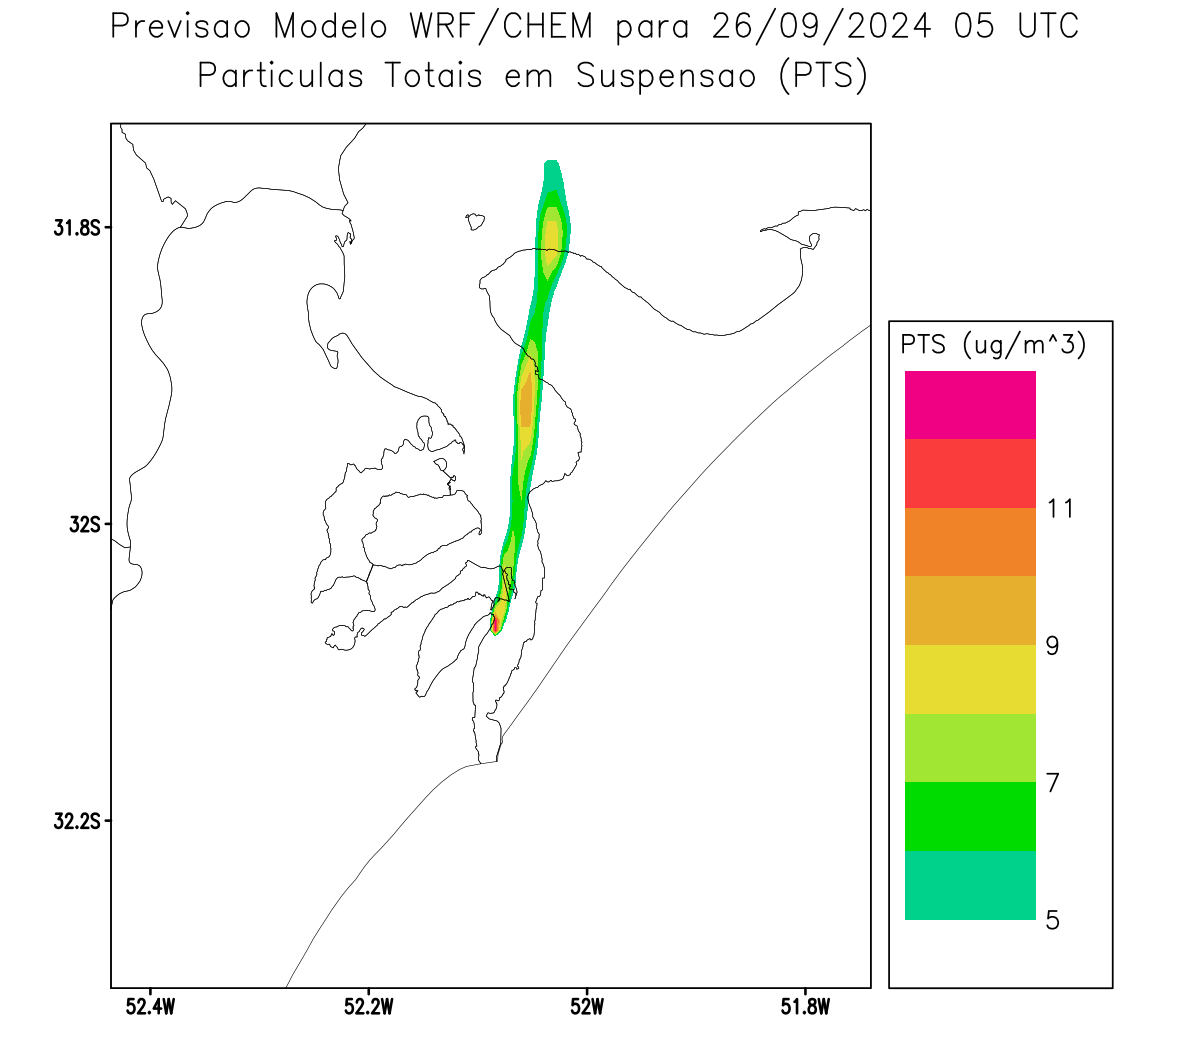 Previsao Modelo WRF/CHEM para 26/09/2024 05 UTC
Particulas Totais em Suspensao (PTS)
31.8S
32S
32.2S
52.4W
52.2W
52W
51.8W
PTS (ug/m^3)
11
9
7
5